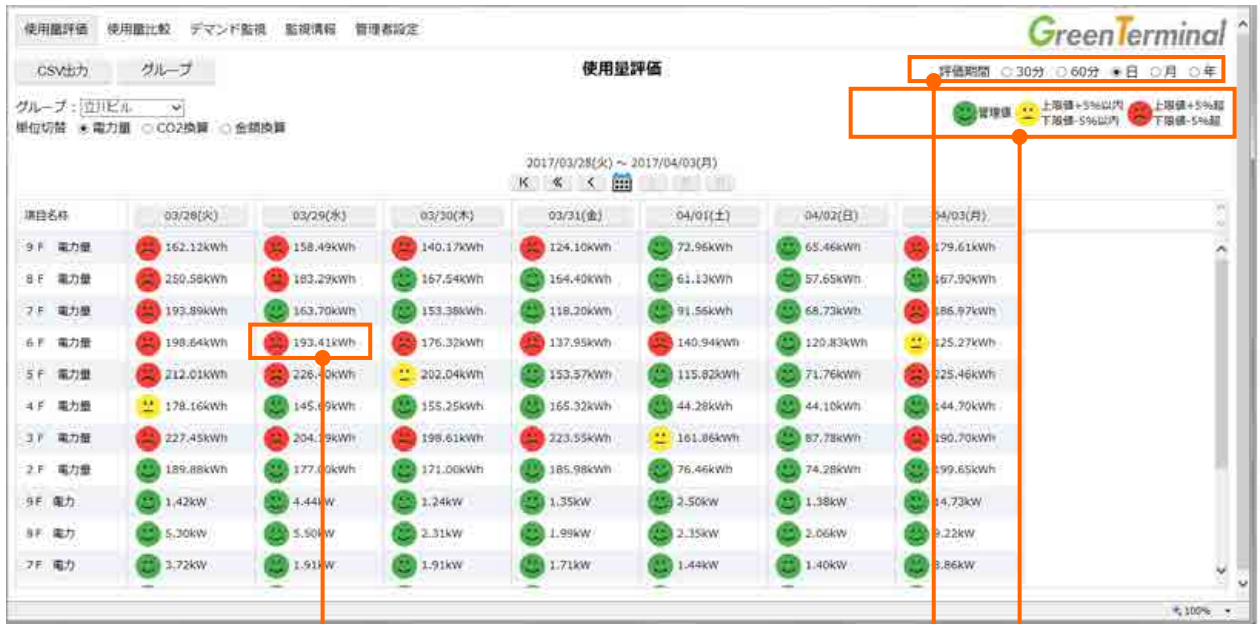 使用量評価 使用量比較 デマンド監視 監視情報 管理者設定
GreenTerminal
CSV出力 グループ 使用量評価 評価期間 30分 60分 日 月 年
グループ：立川ビル
単位切替 電力量 CO2換算 金額換算
管理値 上限値+5%以内 下限値-5%以内 上限値+5%超 下限値-5%超
2017/03/28(火) ～ 2017/04/03(月)
項目名称 03/28(火) 03/29(水) 03/30(木) 03/31(金) 04/01(土) 04/02(日) 04/03(月)
9F 電力量 162.12kWh 158.49kWh 140.17kWh 124.10kWh 72.96kWh 65.46kWh 179.61kWh
8F 電力量 250.58kWh 183.29kWh 167.54kWh 164.40kWh 61.13kWh 57.65kWh 167.90kWh
7F 電力量 193.89kWh 163.70kWh 153.38kWh 118.20kWh 91.56kWh 68.73kWh 186.97kWh
6F 電力量 198.64kWh 193.41kWh 176.32kWh 137.95kWh 140.94kWh 120.83kWh 125.27kWh
5F 電力量 212.01kWh 226.40kWh 202.04kWh 153.57kWh 115.82kWh 71.76kWh 225.46kWh
4F 電力量 178.16kWh 155.25kWh 165.32kWh 44.28kWh 44.10kWh 144.70kWh
3F 電力量 227.45kWh 198.61kWh 223.55kWh 161.86kWh 87.78kWh 190.70kWh
2F 電力量 189.88kWh 171.00kWh 185.98kWh 76.46kWh 74.28kWh 199.65kWh
9F 電力 1.42kW 4.44kW 1.24kW 1.35kW 2.50kW 1.38kW 14.73kW
8F 電力 5.30kW 5.50kW 2.31kW 1.99kW 2.35kW 2.06kW 9.22kW
7F 電力 3.72kW 1.91kW 1.91kW 1.71kW 1.44kW 1.40kW 3.86kW
100%